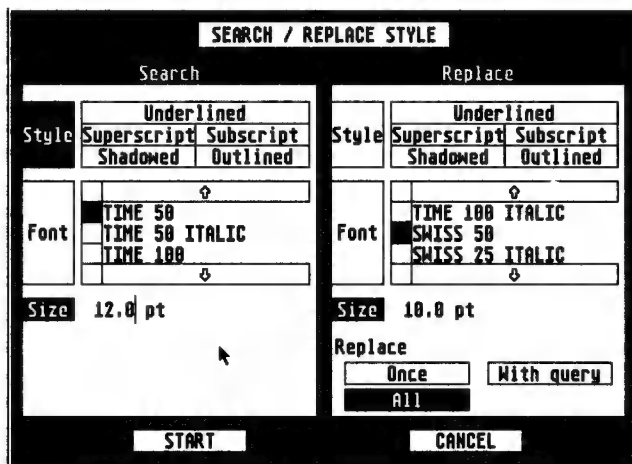 SEARCH / REPLACE STYLE
Search
Style
Underlined
Superscript Subscript
Shadowed Outlined
Font
TIME 50
TIME 50 ITALIC
TIME 100
Size 12.0 pt
Replace
Style
Underlined
Superscript Subscript
Shadowed Outlined
Font
TIME 100 ITALIC
SWISS 50
SWISS 25 ITALIC
Size 10.0 pt
Replace
Once With query
All
START CANCEL